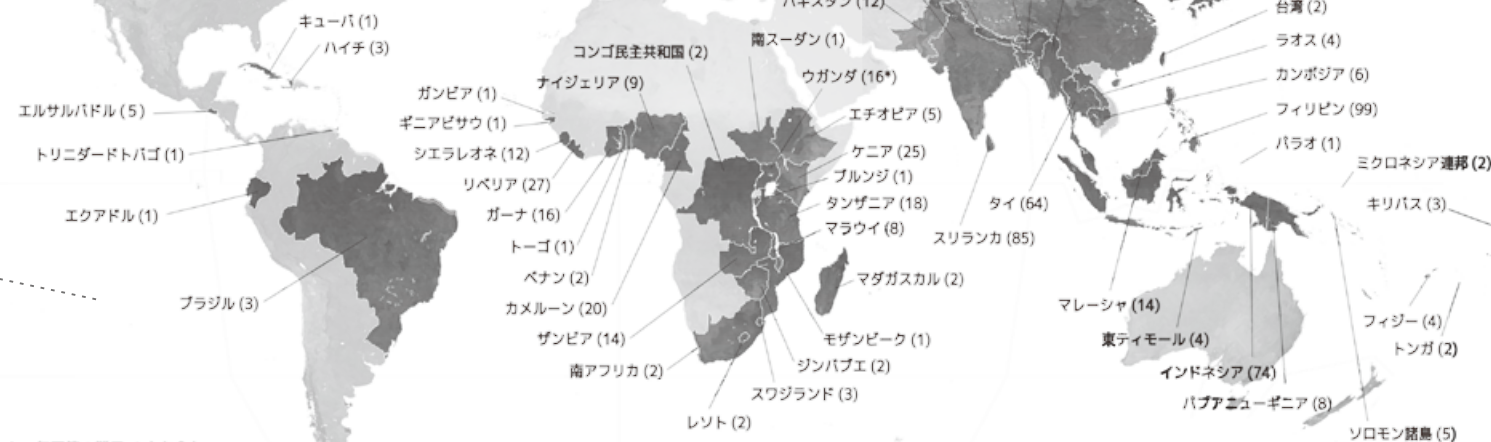 キューバ (1)
ハイチ (3)
エルサルバドル (5)
トリニダードトバゴ (1)
エクアドル (1)
ブラジル (3)
コンゴ民主共和国 (2)
南スーダン (1)
ナイジェリア (9)
ウガンダ (16*)
ガンビア (1)
エチオピア (5)
ギニアビサウ (1)
シエラレオネ (12)
ケニア (25)
リベリア (27)
ブルンジ (1)
ガーナ (16)
タンザニア (18)
トーゴ (1)
マラウイ (8)
ベナン (2)
マダガスカル (2)
カメルーン (20)
ザンビア (14)
モザンビーク (1)
南アフリカ (2)
ジンバブエ (2)
スワジランド (3)
レソト (2)
パキスタン (12)
台湾 (2)
ラオス (4)
カンボジア (6)
フィリピン (99)
パラオ (1)
ミクロネシア連邦 (2)
キリバス (3)
タイ (64)
スリランカ (85)
マレーシャ (14)
東ティモール (4)
インドネシア (74)
パプアニューギニア (8)
フィジー (4)
トンガ (2)
ソロモン諸島 (5)